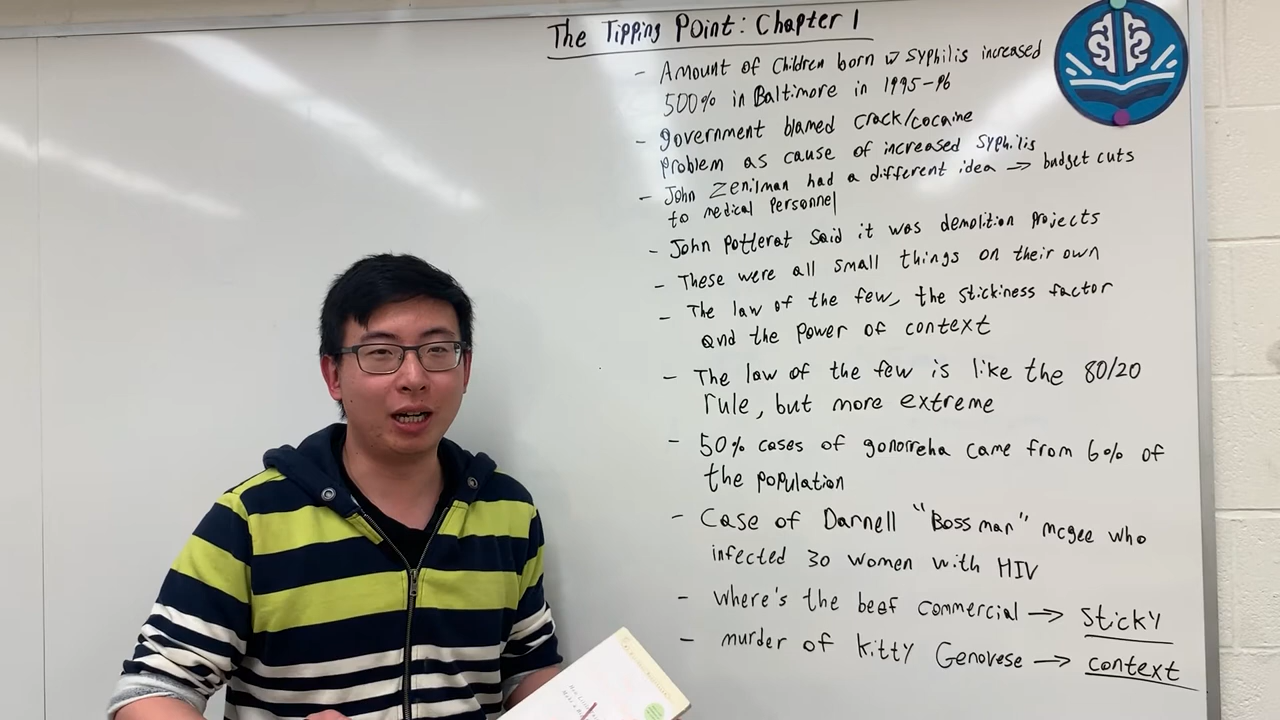 The Tipping Point: Chapter 1
- Amount of Children born w syphilis increased
500% in Baltimore in 1995-96
- government blamed crack/cocaine
problem as cause of increased syphilis
- John Zenilman had a different idea → budget cuts
to medical personnel
- John Potterat said it was demolition projects
- These were all small things on their own
- The law of the few, the stickiness factor
and the power of context
- The law of the few is like the 80/20
rule, but more extreme
- 50% cases of gonorreha came from 6% of
the population
- Case of Darnell "Boss man" mcgee who
infected 30 women with HIV
- where's the beef commercial → sticky
- murder of Kitty Genovese → context